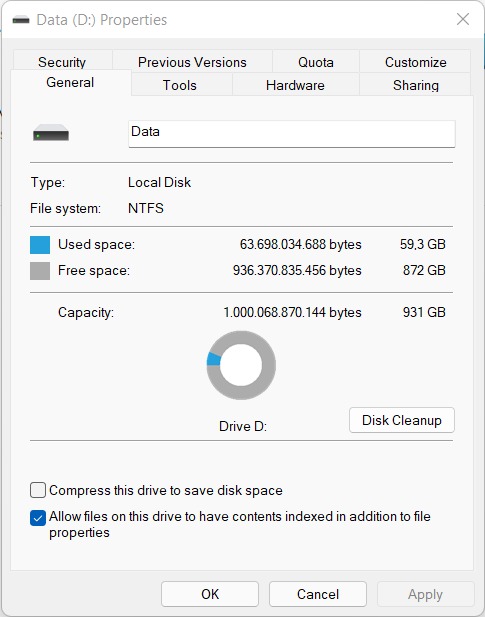 Data (D:) Properties
Security Previous Versions Quota Customize
General Tools Hardware Sharing
Data
Type: Local Disk
File system: NTFS
Used space: 63.698.034.688 bytes 59,3 GB
Free space: 936.370.835.456 bytes 872 GB
Capacity: 1.000.068.870.144 bytes 931 GB
Drive D:
Disk Cleanup
Compress this drive to save disk space
Allow files on this drive to have contents indexed in addition to file
properties
OK Cancel Apply